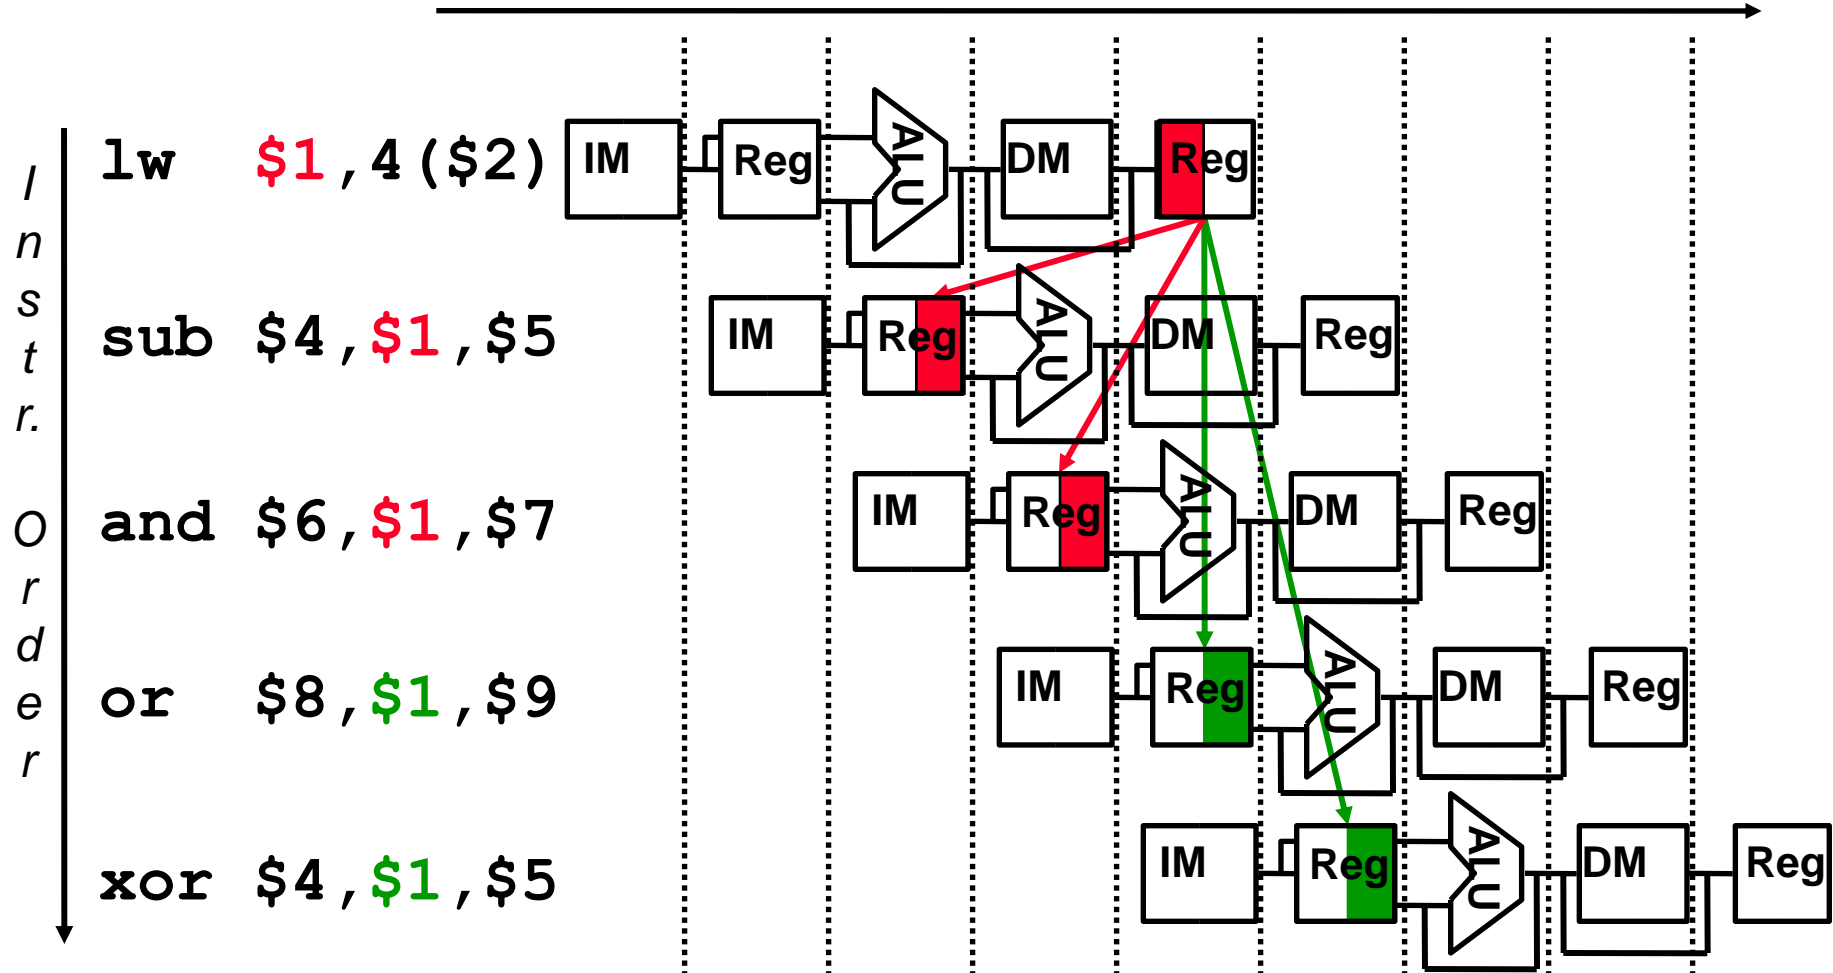 Instr. Order
lw $1,4($2) IM Reg ALU DM Reg
sub $4,$1,$5 IM Reg ALU DM Reg
and $6,$1,$7 IM Reg ALU DM Reg
or $8,$1,$9 IM Reg ALU DM Reg
xor $4,$1,$5 IM Reg ALU DM Reg